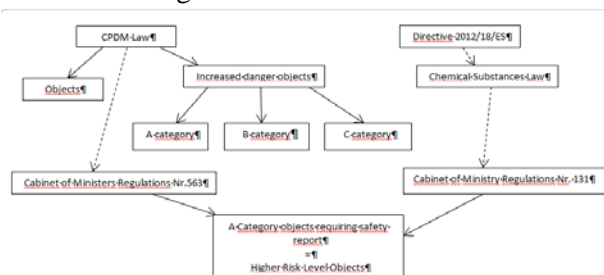 CPDM·Law¶
Directive·2012/18/ES¶
Objects¶
Increased·danger·objects¶
Chemical·Substances·Law¶
A·category¶
B·category¶
C·category¶
Cabinet·of·Ministers·Regulations·Nr.563¶
Cabinet·of·Ministry·Regulations·Nr.·131¶
A·Category·objects·requiring·safety·
report¶
=¶
Higher·Risk·Level·Objects¶